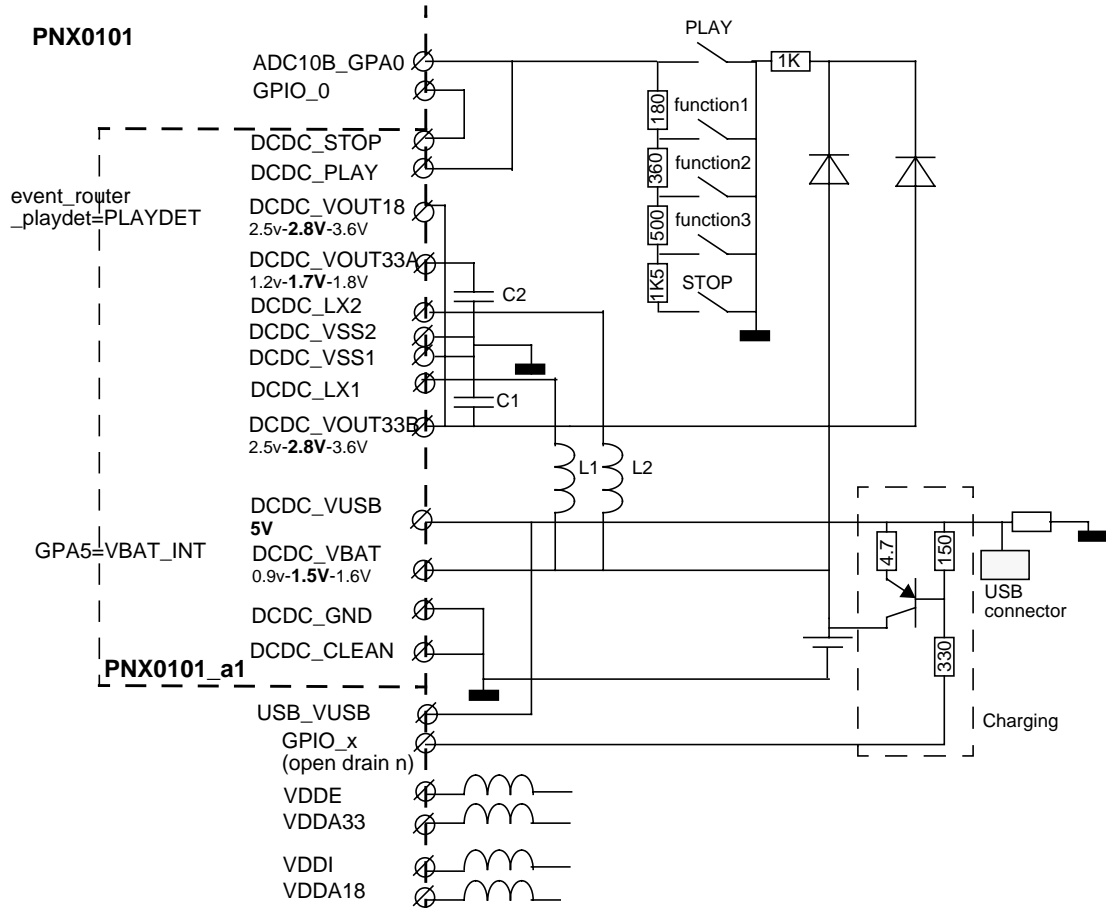 PNX0101
ADC10B_GPA0
GPIO_0
DCDC_STOP
DCDC_PLAY
event_router
_playdet=PLAYDET
DCDC_VOUT18
2.5v-2.8V-3.6V
DCDC_VOUT33A
1.2v-1.7V-1.8V
DCDC_LX2
DCDC_VSS2
DCDC_VSS1
DCDC_LX1
DCDC_VOUT33B
2.5v-2.8V-3.6V
DCDC_VUSB
5V
GPA5=VBAT_INT
DCDC_VBAT
0.9v-1.5V-1.6V
DCDC_GND
DCDC_CLEAN
PNX0101_a1
USB_VUSB
GPIO_x
(open drain n)
VDDE
VDDA33
VDDI
VDDA18
C2
C1
L1
L2
PLAY
1K
180
function1
360
function2
500
function3
1K5
STOP
4.7
150
330
USB
connector
Charging